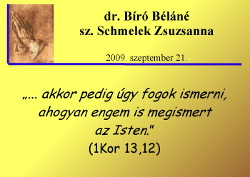 dr. Bíró Béláné
sz. Schmelek Zsuzsanna
2009. szeptember 21.
„... akkor pedig úgy fogok ismerni,
ahogyan engem is megismert
az Isten."
(1Kor 13,12)